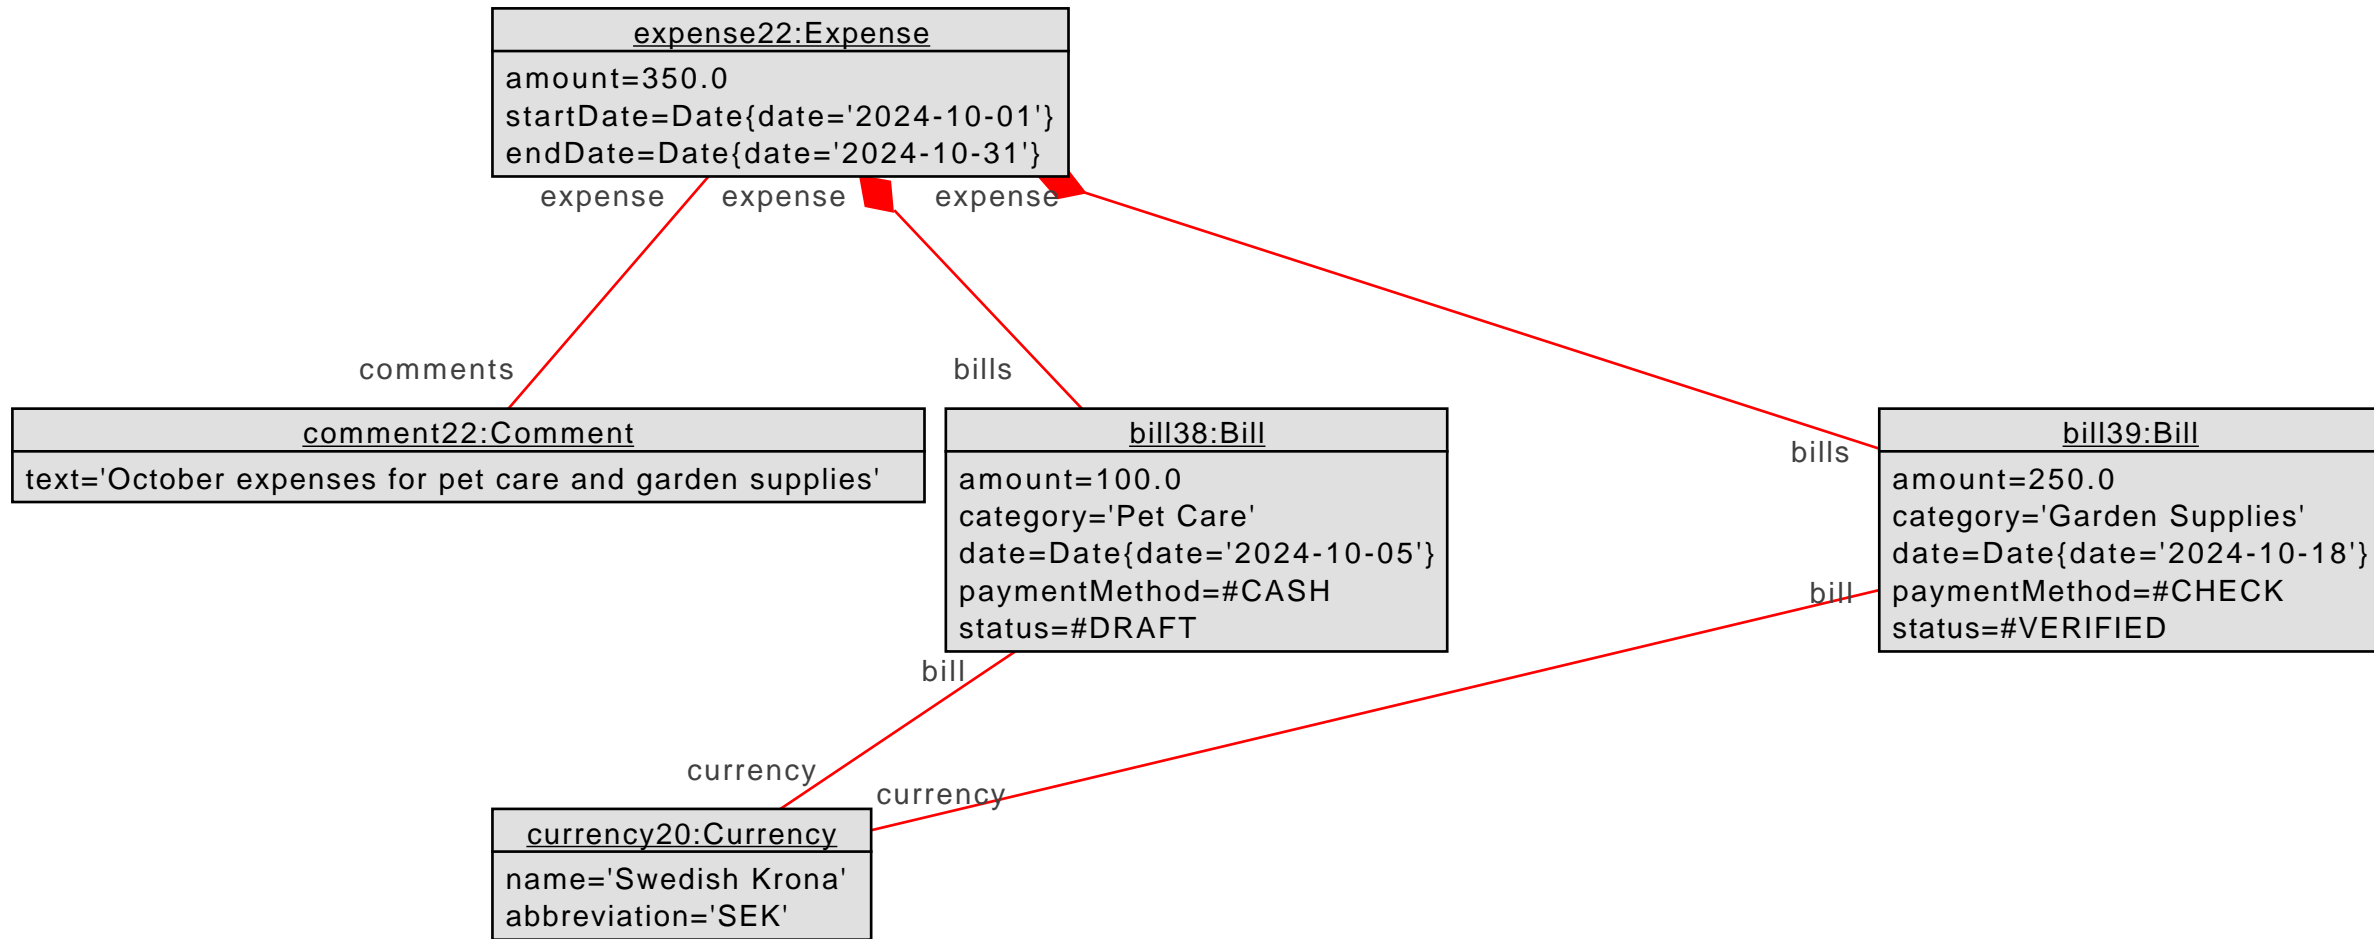 expense22:Expense
amount=350.0
startDate=Date{date='2024-10-01'}
endDate=Date{date='2024-10-31'}
expense
expense
expense
comments
bills
bills
comment22:Comment
text='October expenses for pet care and garden supplies'
bill38:Bill
amount=100.0
category='Pet Care'
date=Date{date='2024-10-05'}
paymentMethod=#CASH
status=#DRAFT
bill39:Bill
amount=250.0
category='Garden Supplies'
date=Date{date='2024-10-18'}
paymentMethod=#CHECK
status=#VERIFIED
bill
bill
currency
currency
currency20:Currency
name='Swedish Krona'
abbreviation='SEK'